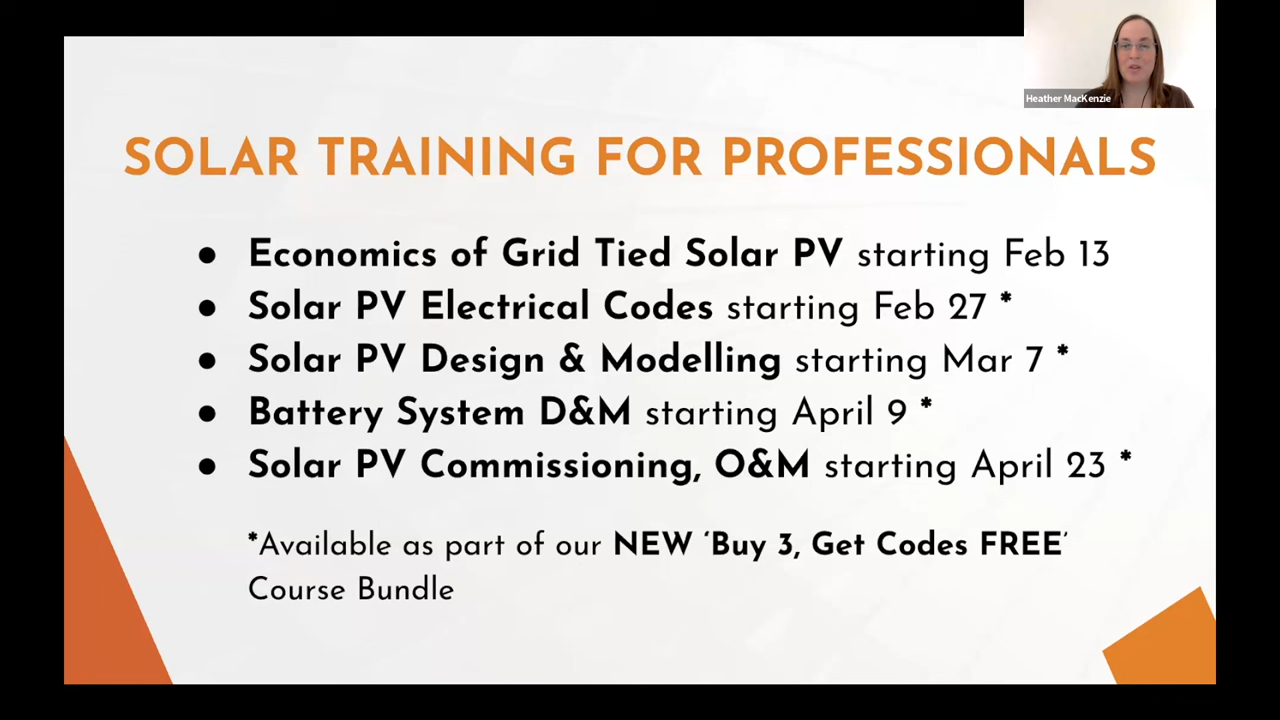 Heather MacKenzie
SOLAR TRAINING FOR PROFESSIONALS
● Economics of Grid Tied Solar PV starting Feb 13
● Solar PV Electrical Codes starting Feb 27 *
● Solar PV Design & Modelling starting Mar 7 *
● Battery System D&M starting April 9 *
● Solar PV Commissioning, O&M starting April 23 *
*Available as part of our NEW ‘Buy 3, Get Codes FREE’
Course Bundle